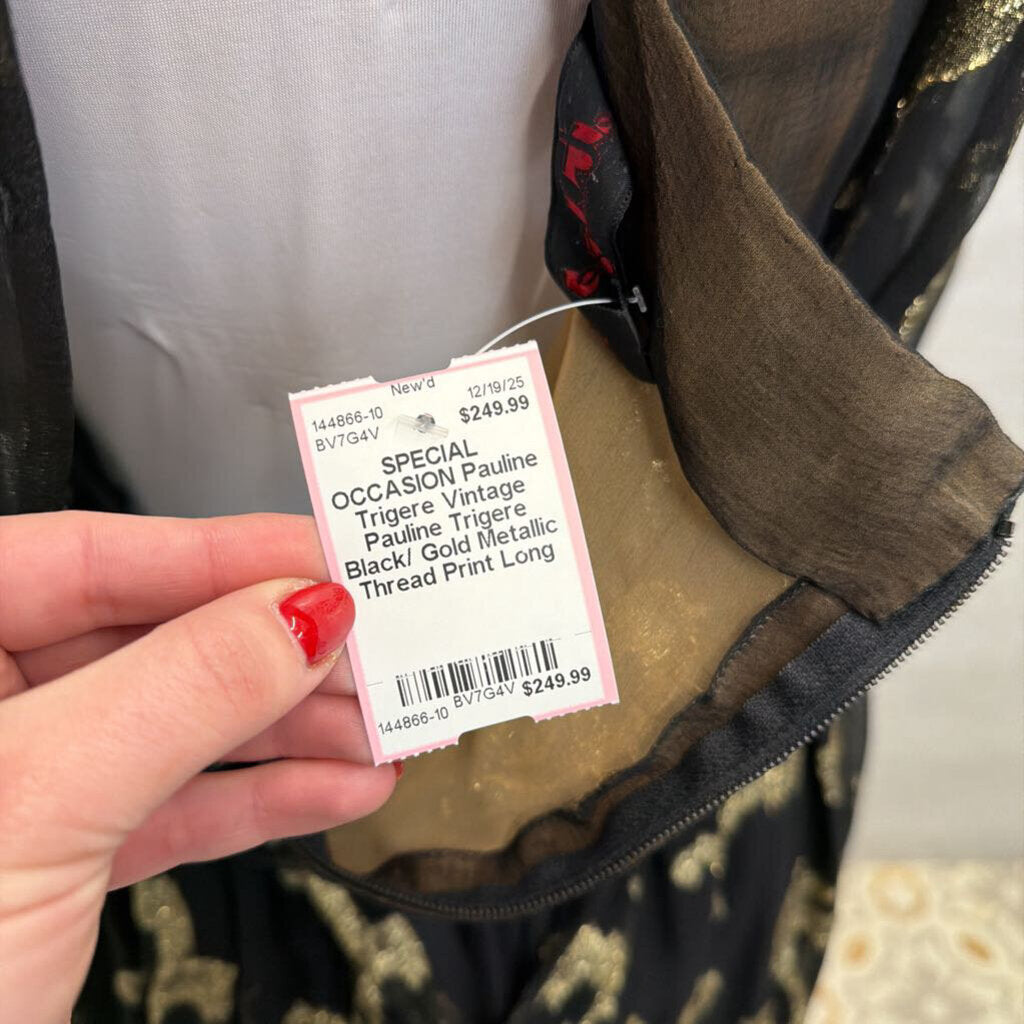 New'd
144866-10 12/19/25
BV7G4V $249.99
SPECIAL
OCCASION Pauline
Trigere Vintage
Pauline Trigere
Black/ Gold Metallic
Thread Print Long
144866-10 BV7G4V $249.99